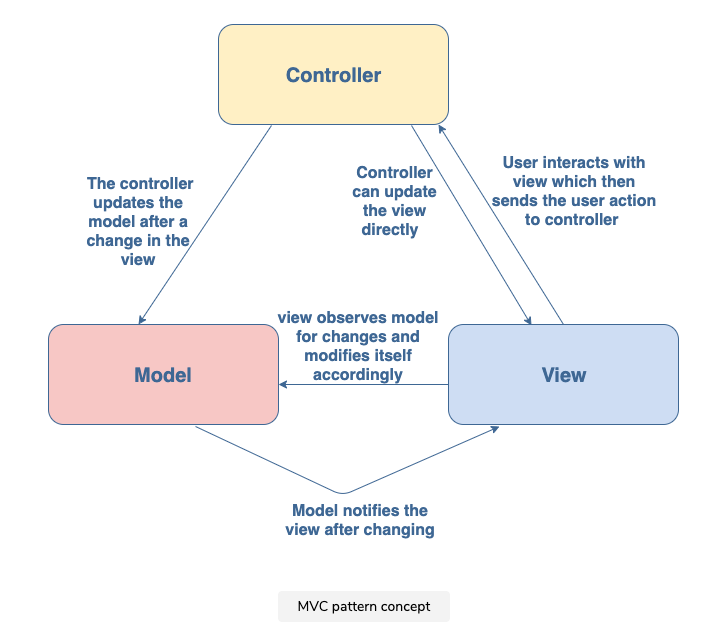 Controller
The controller
updates the
model after a
change in the
view
Controller
can update
the view
directly
User interacts with
view which then
sends the user action
to controller
view observes model
for changes and
modifies itself
accordingly
Model
View
Model notifies the
view after changing
MVC pattern concept